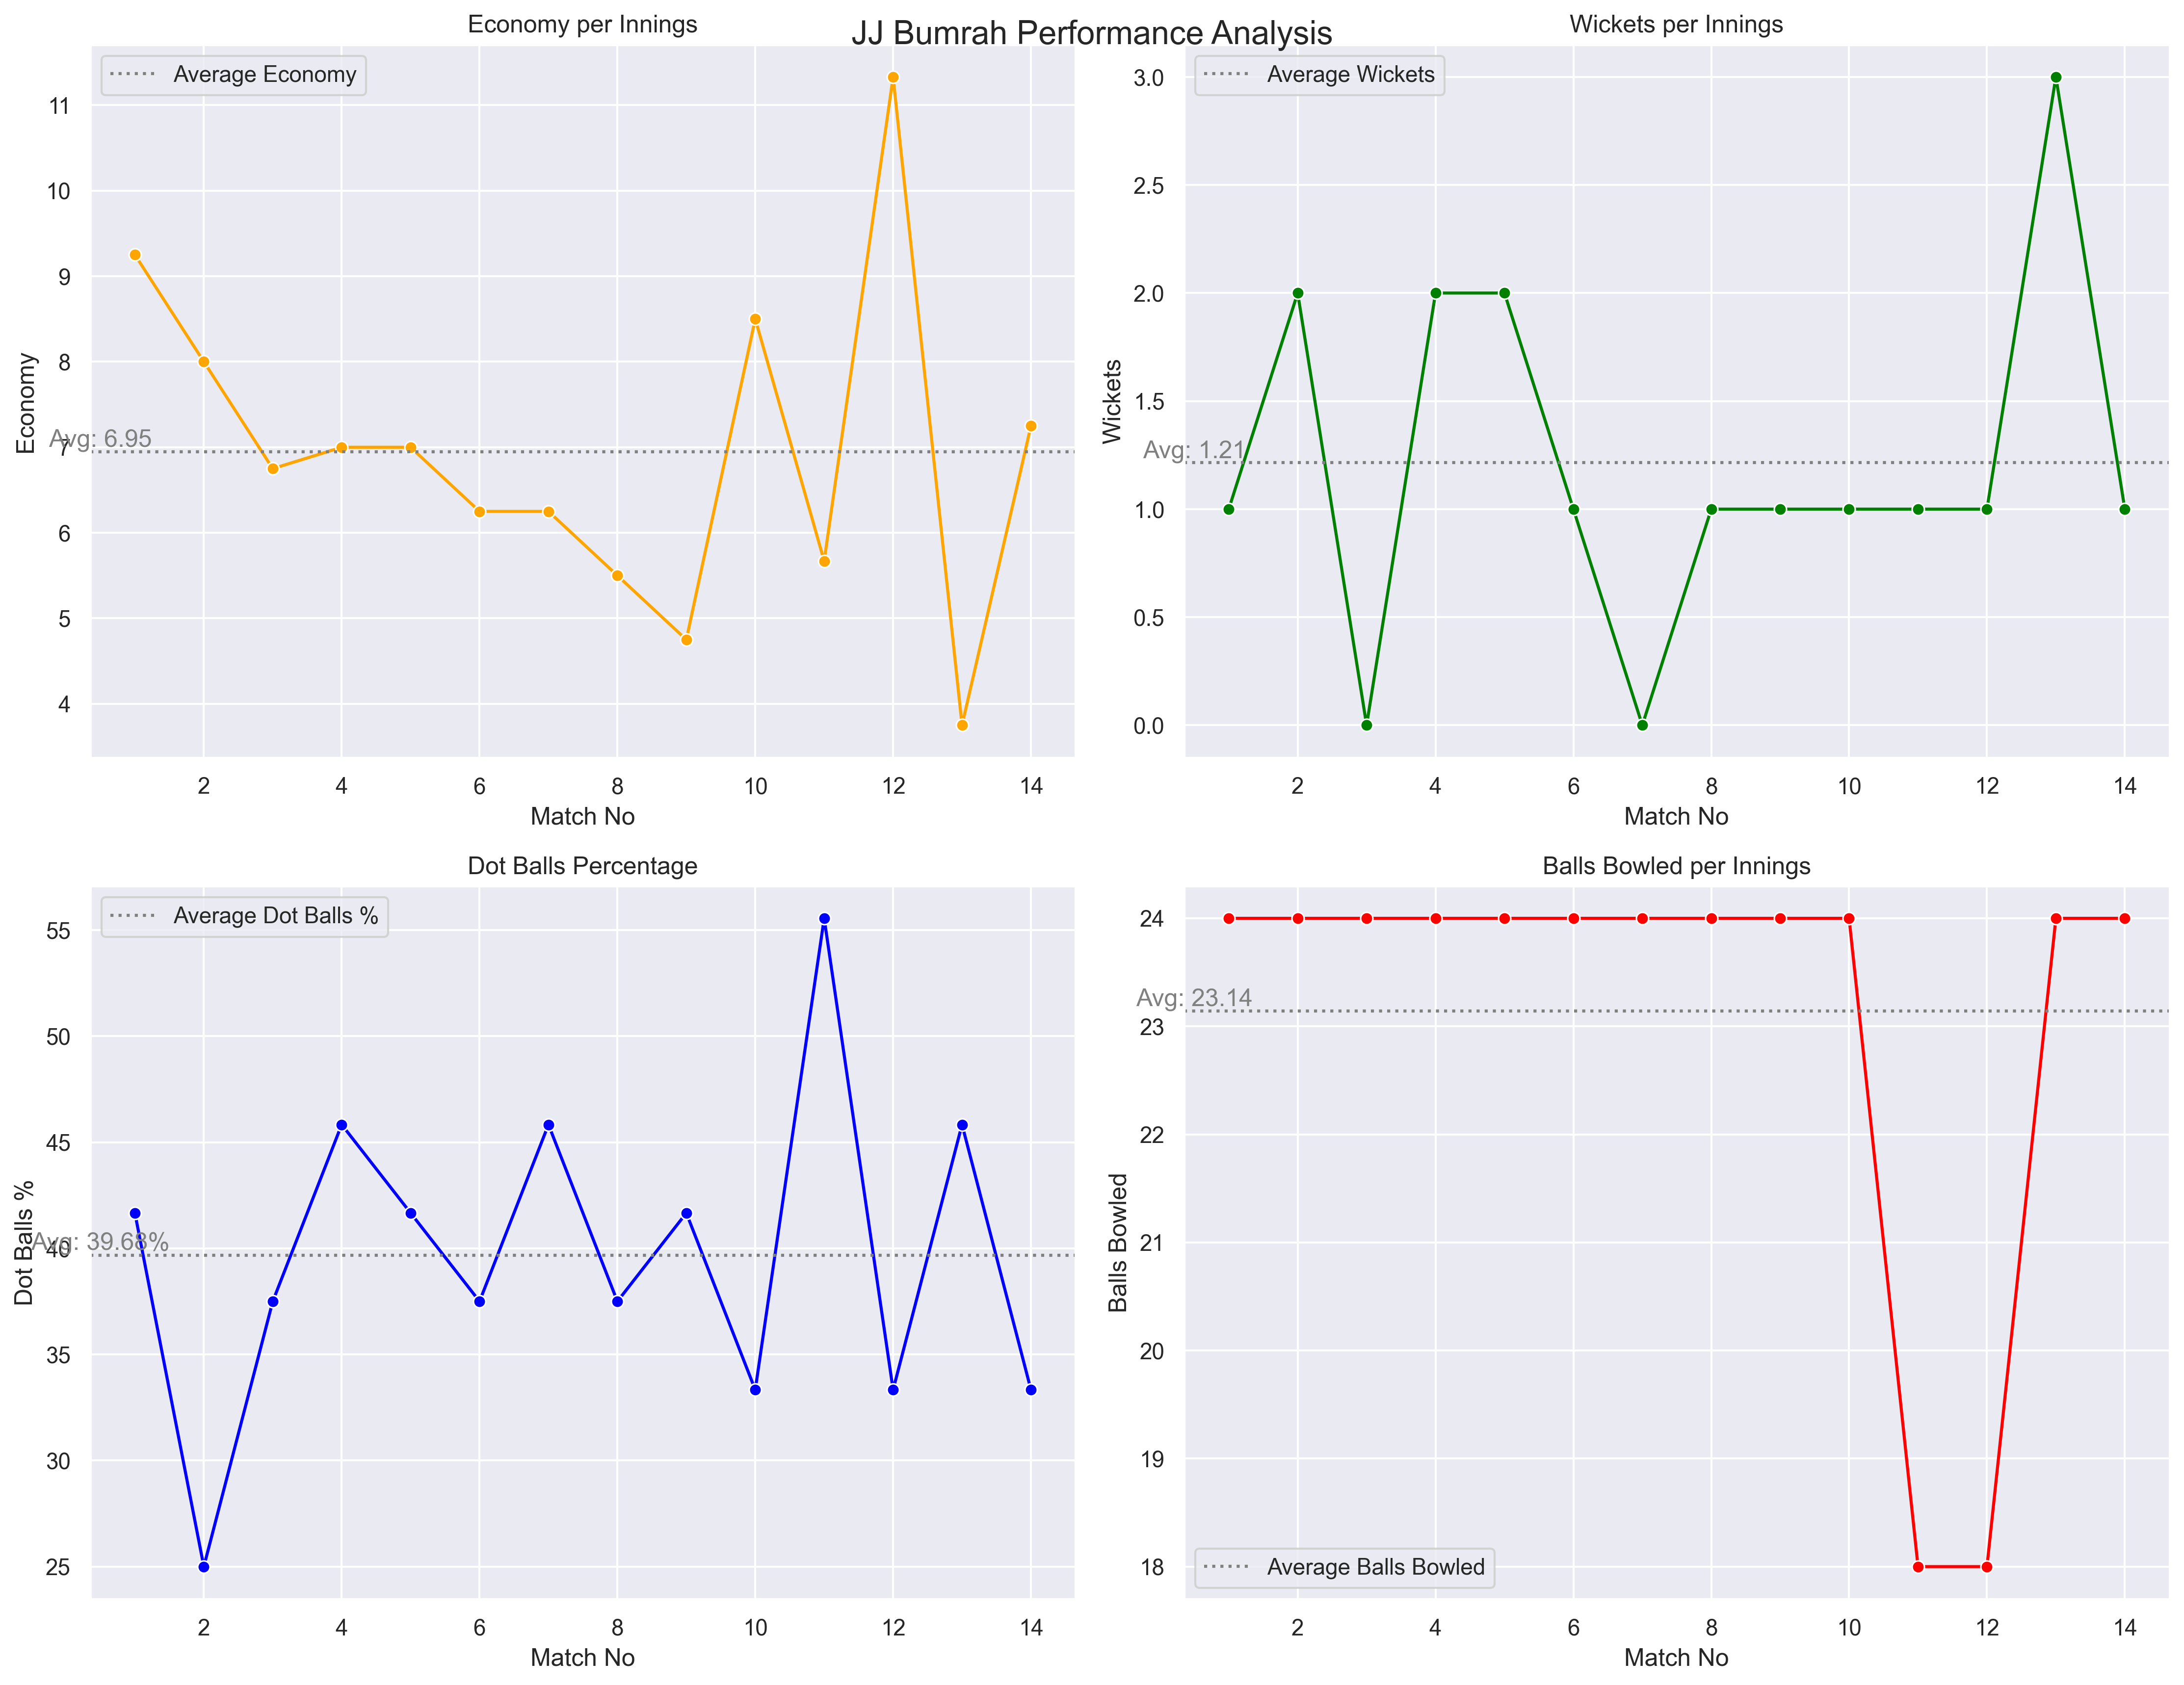 JJ Bumrah Performance Analysis
Economy per Innings
Average Economy
Economy
11
10
9
8
7
6
5
4
Avg: 6.95
2 4 6 8 10 12 14
Match No
Wickets per Innings
Average Wickets
Wickets
3.0
2.5
2.0
1.5
1.0
0.5
0.0
Avg: 1.21
2 4 6 8 10 12 14
Match No
Dot Balls Percentage
Average Dot Balls %
Dot Balls %
55
50
45
40
35
30
25
Avg: 39.68%
2 4 6 8 10 12 14
Match No
Balls Bowled per Innings
Balls Bowled
24
23
22
21
20
19
18
Avg: 23.14
Average Balls Bowled
2 4 6 8 10 12 14
Match No